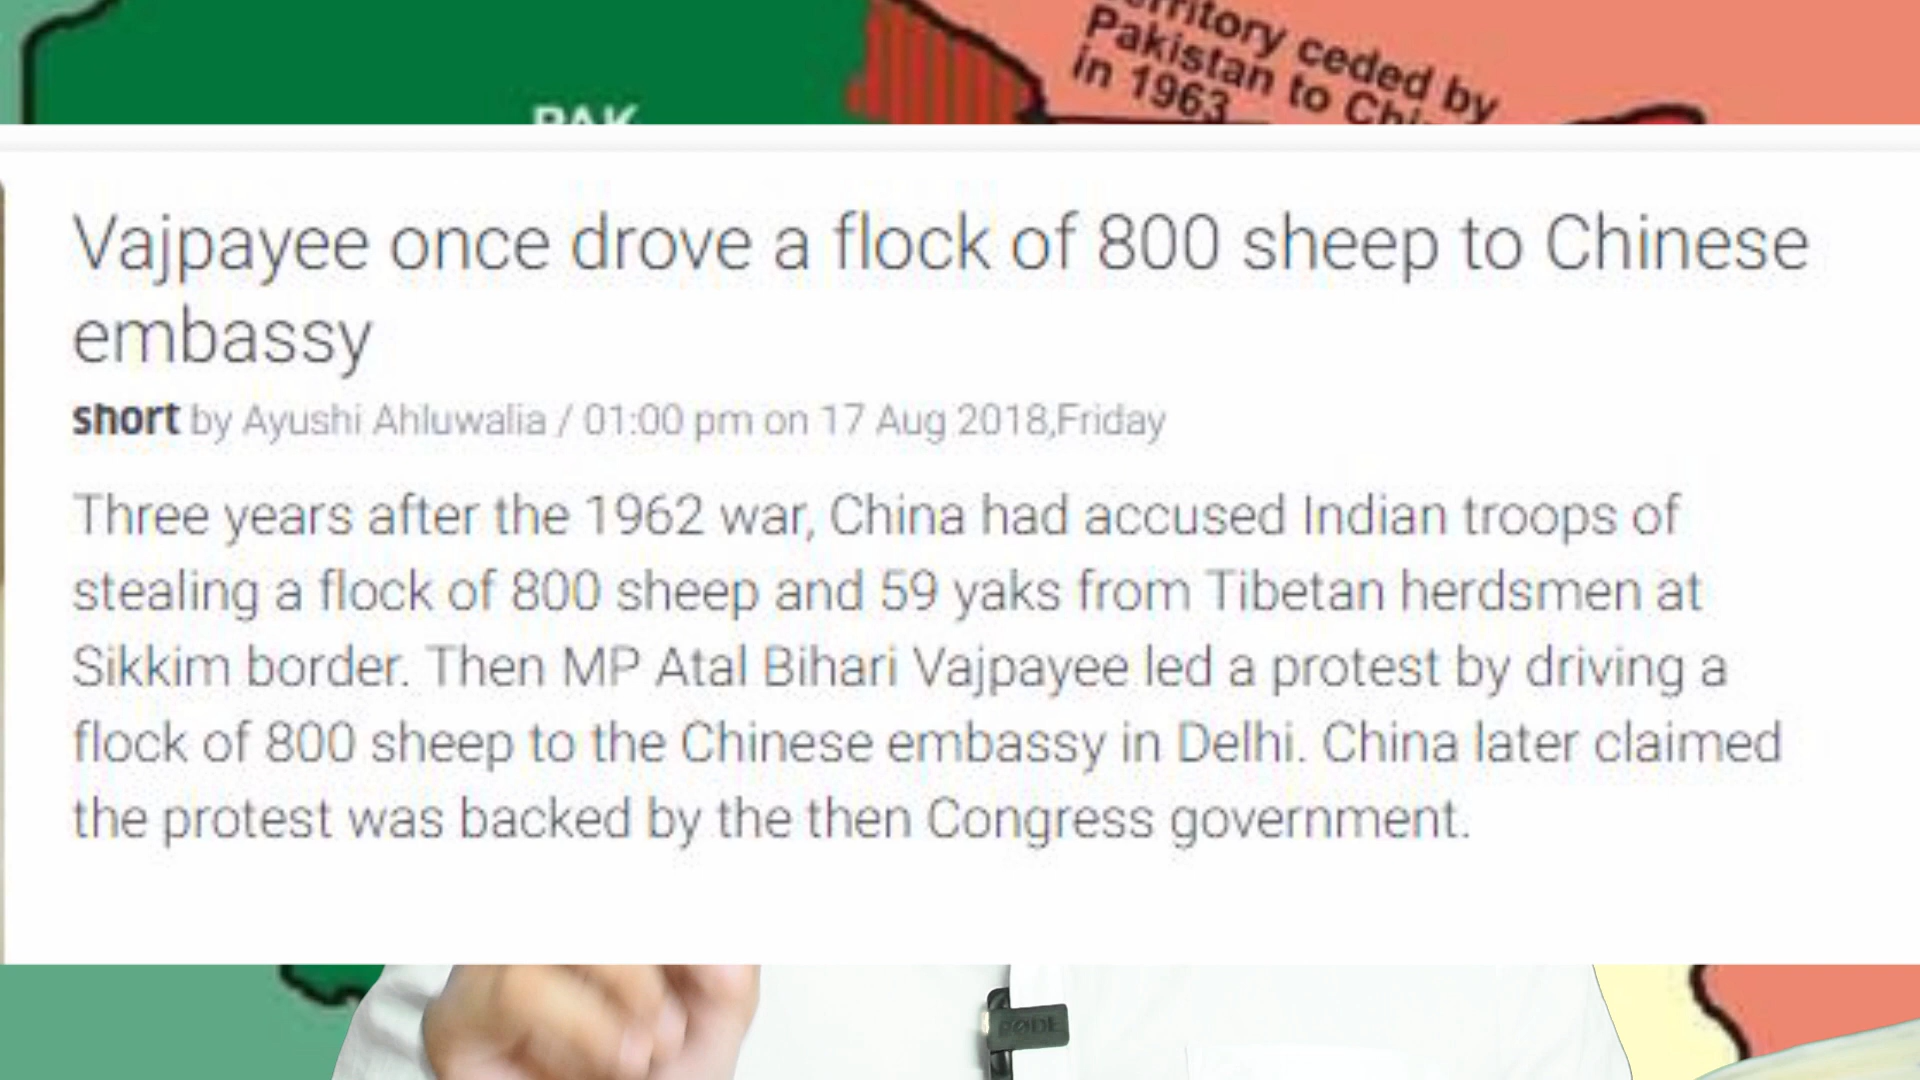 Pakistan to
in 1963
ceded by
PAK
Vajpayee once drove a flock of 800 sheep to Chinese
embassy
short by Ayushi Ahluwalia / 01:00 pm on 17 Aug 2018,Friday
Three years after the 1962 war, China had accused Indian troops of
stealing a flock of 800 sheep and 59 yaks from Tibetan herdsmen at
Sikkim border. Then MP Atal Bihari Vajpayee led a protest by driving a
flock of 800 sheep to the Chinese embassy in Delhi. China later claimed
the protest was backed by the then Congress government.
RØDE